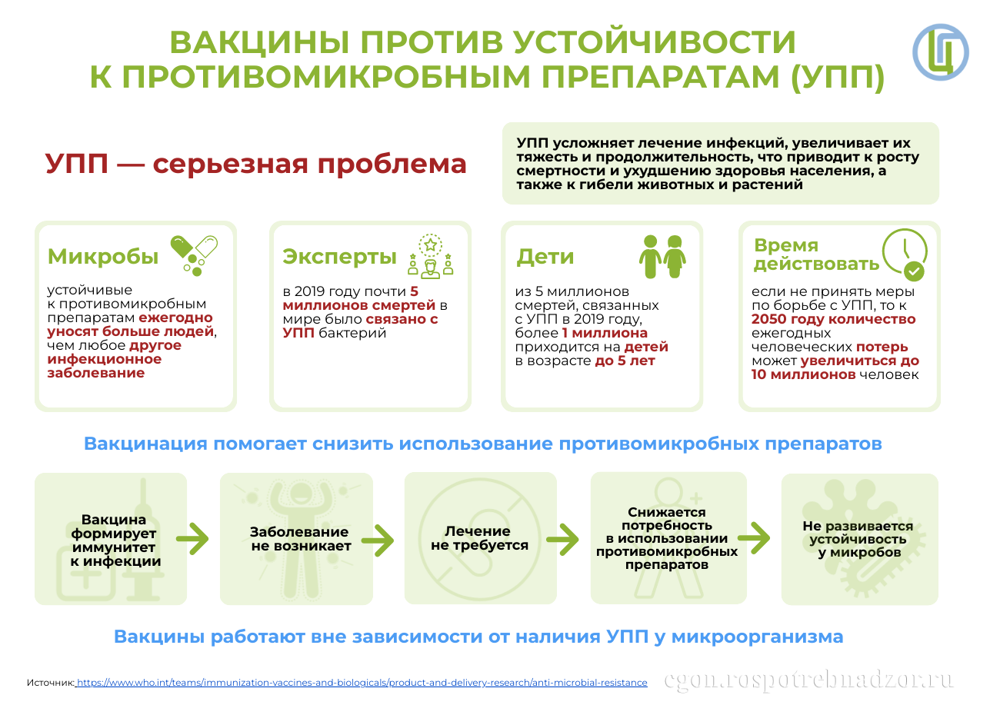 ВАКЦИНЫ ПРОТИВ УСТОЙЧИВОСТИ
К ПРОТИВОМИКРОБНЫМ ПРЕПАРАТАМ (УПП)
УПП — серьезная проблема
УПП усложняет лечение инфекций, увеличивает их
тяжесть и продолжительность, что приводит к росту
смертности и ухудшению здоровья населения, а
также к гибели животных и растений
Микробы
устойчивые
к противомикробным
препаратам ежегодно
уносят больше людей,
чем любое другое
инфекционное
заболевание
Эксперты
в 2019 году почти 5
миллионов смертей в
мире было связано с
УПП бактерий
Дети
из 5 миллионов
смертей, связанных
с УПП в 2019 году,
более 1 миллиона
приходится на детей
в возрасте до 5 лет
Время
действовать
если не принять меры
по борьбе с УПП, то к
2050 году количество
ежегодных
человеческих потерь
может увеличиться до
10 миллионов человек
Вакцинация помогает снизить использование противомикробных препаратов
Вакцина
формирует
иммунитет
к инфекции
Заболевание
не возникает
Лечение
не требуется
Снижается
потребность
в использовании
противомикробных
препаратов
Не развивается
устойчивость
у микробов
Вакцины работают вне зависимости от наличия УПП у микроорганизма
Источник: https://www.who.int/teams/immunization-vaccines-and-biologicals/product-and-delivery-research/anti-microbial-resistance
cgon.rospotrebnadzor.ru